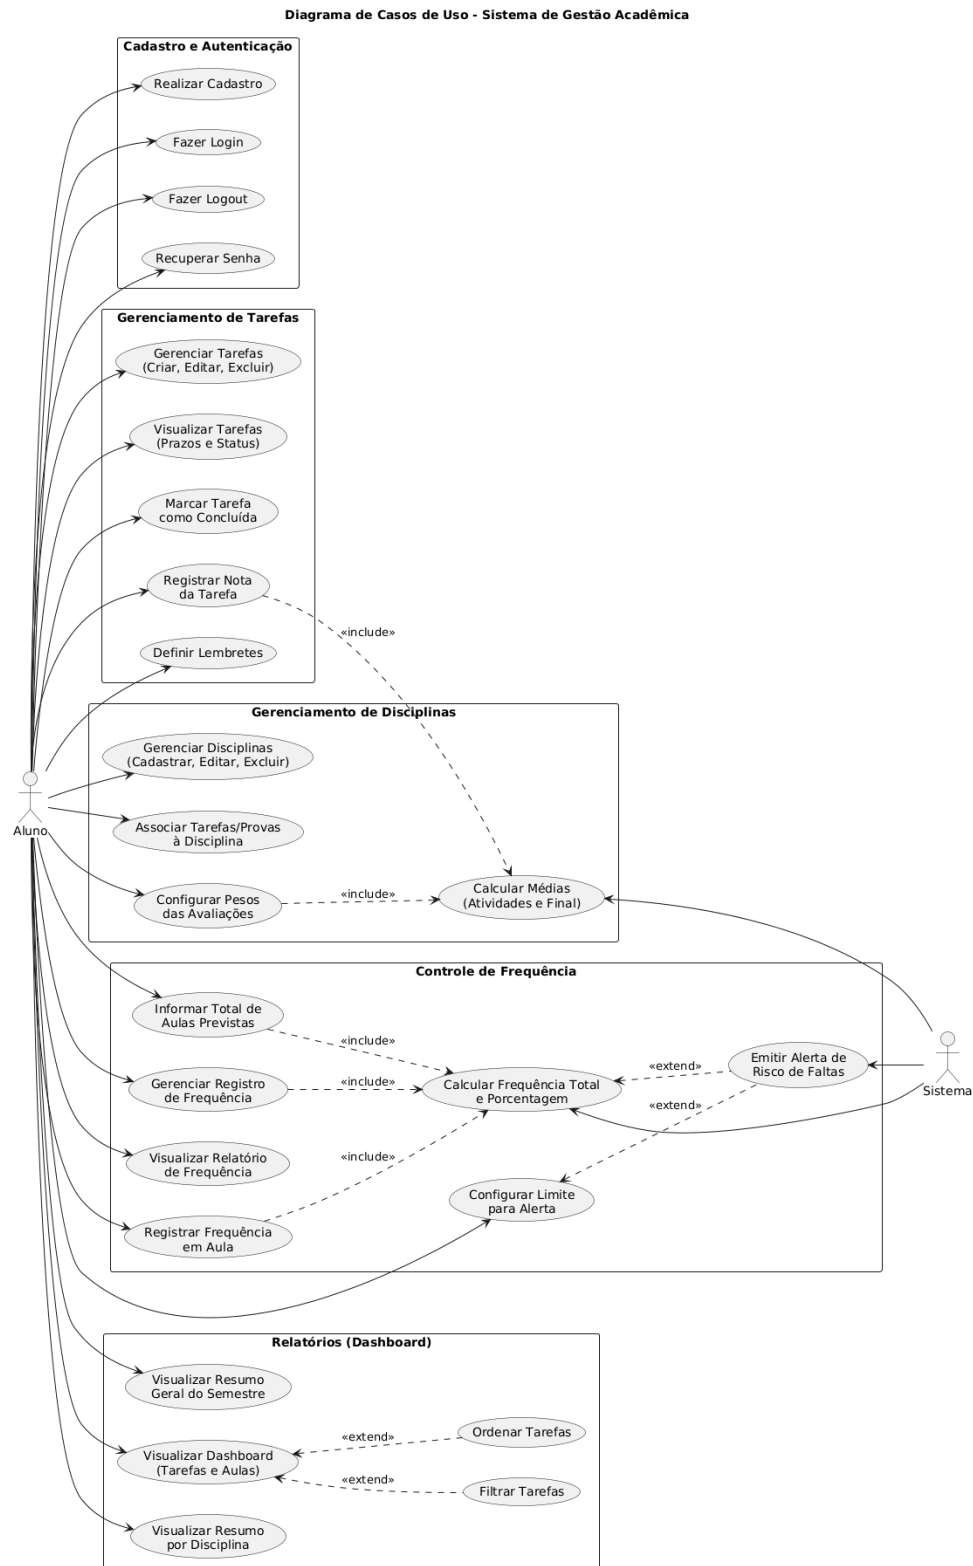 Diagrama de Casos de Uso - Sistema de Gestão Acadêmica
Cadastro e Autenticação
Realizar Cadastro
Fazer Login
Fazer Logout
Recuperar Senha
Gerenciamento de Tarefas
Gerenciar Tarefas
(Criar, Editar, Excluir)
Visualizar Tarefas
(Prazos e Status)
Marcar Tarefa
como Concluída
Registrar Nota
da Tarefa
«include»
Definir Lembretes
Gerenciamento de Disciplinas
Gerenciar Disciplinas
(Cadastrar, Editar, Excluir)
Aluno
Associar Tarefas/Provas
à Disciplina
Configurar Pesos
das Avaliações
«include»
Calcular Médias
(Atividades e Final)
Controle de Frequência
Informar Total de
Aulas Previstas
«include»
Gerenciar Registro
de Frequência
«include»
Calcular Frequência Total
e Porcentagem
«extend»
«extend»
Emitir Alerta de
Risco de Faltas
Sistema
Visualizar Relatório
de Frequência
«include»
Configurar Limite
para Alerta
Registrar Frequência
em Aula
Relatórios (Dashboard)
Visualizar Resumo
Geral do Semestre
Visualizar Dashboard
(Tarefas e Aulas)
«extend»
Ordenar Tarefas
«extend»
Filtrar Tarefas
Visualizar Resumo
por Disciplina